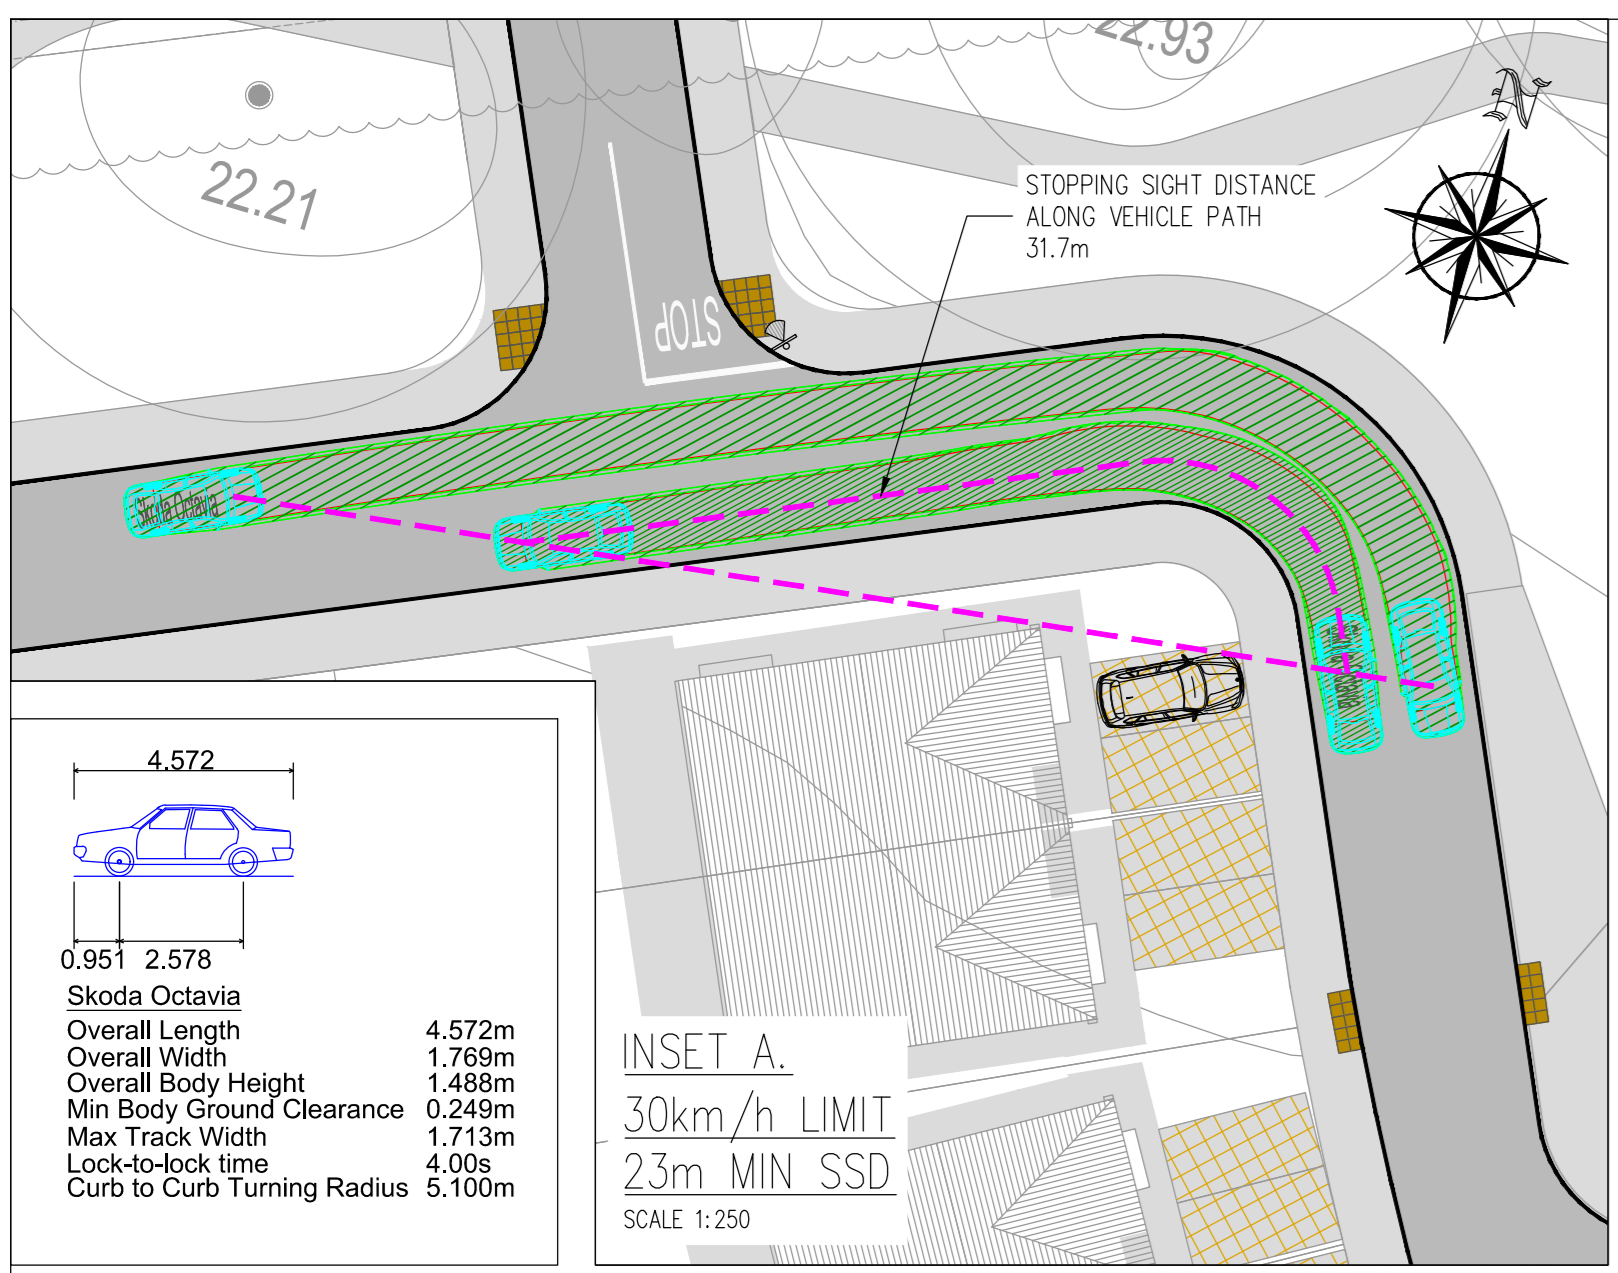 22.93
22.21
STOPPING SIGHT DISTANCE
ALONG VEHICLE PATH
31.7m
STOP
Skoda Octavia
4.572
0.951 2.578
Skoda Octavia
Overall Length 4.572m
Overall Width 1.769m
Overall Body Height 1.488m
Min Body Ground Clearance 0.249m
Max Track Width 1.713m
Lock-to-lock time 4.00s
Curb to Curb Turning Radius 5.100m
INSET A.
30km/h LIMIT
23m MIN SSD
SCALE 1:250